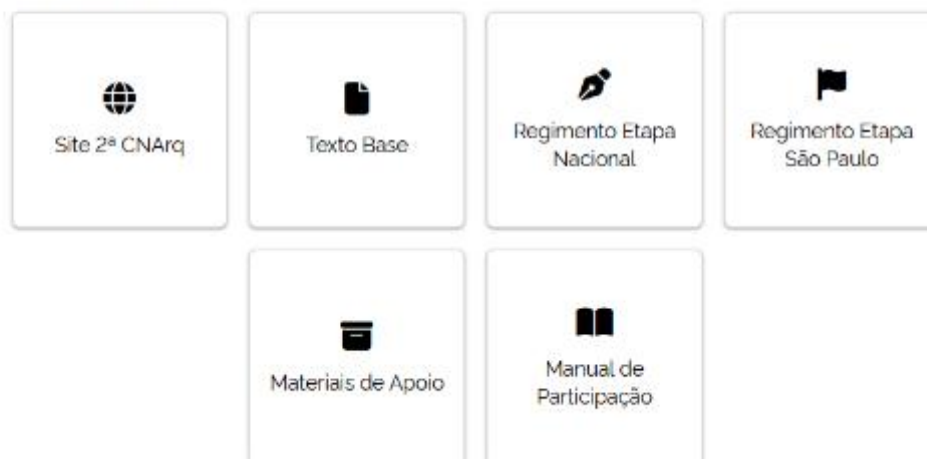 Site 2ª CNArq
Texto Base
Regimento Etapa
Nacional
Regimento Etapa
São Paulo
Materiais de Apoio
Manual de
Participação